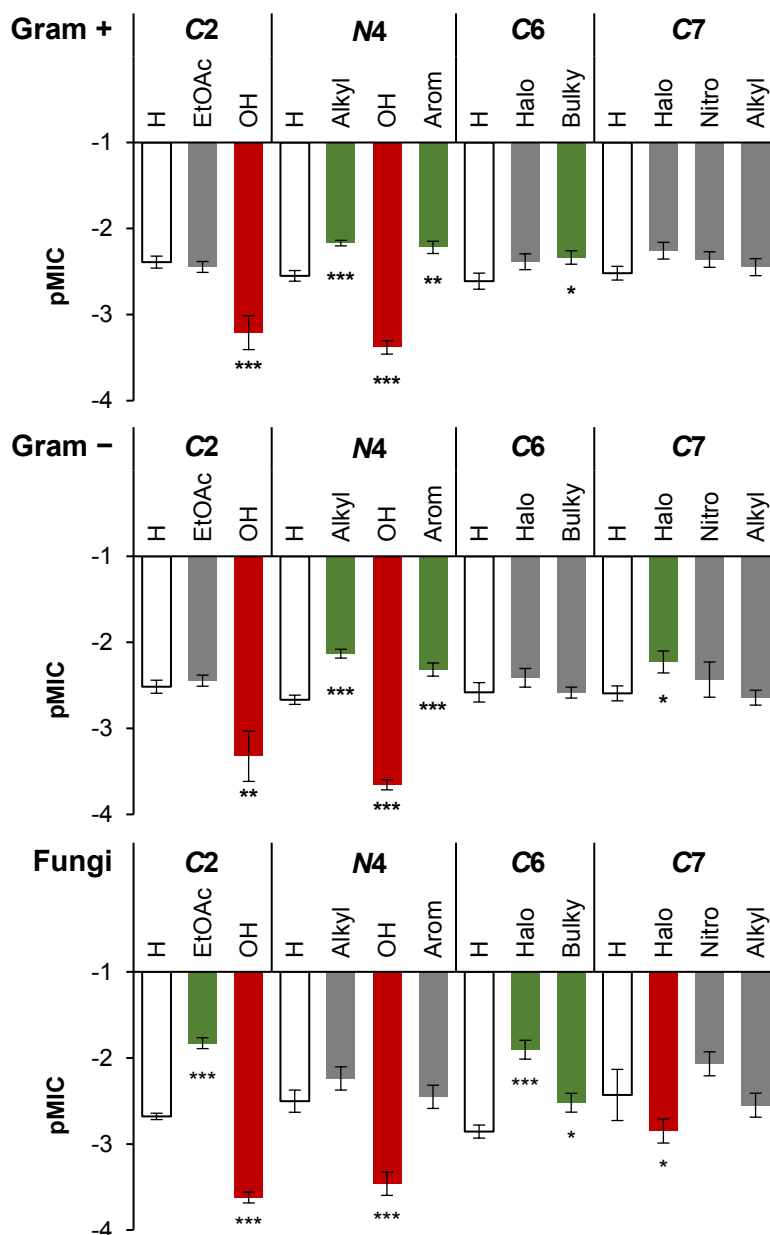 Gram + C2 N4 C6 C7
H EtOAc OH H Alkyl OH Arom H Halo Bulky H Halo Nitro Alkyl
-1
-2
-3
-4
pMIC
*** *** *** ** *
Gram − C2 N4 C6 C7
H EtOAc OH H Alkyl OH Arom H Halo Bulky H Halo Nitro Alkyl
-1
-2
-3
-4
pMIC
** *** *** *** *
Fungi C2 N4 C6 C7
H EtOAc OH H Alkyl OH Arom H Halo Bulky H Halo Nitro Alkyl
-1
-2
-3
-4
pMIC
*** *** *** *** * *